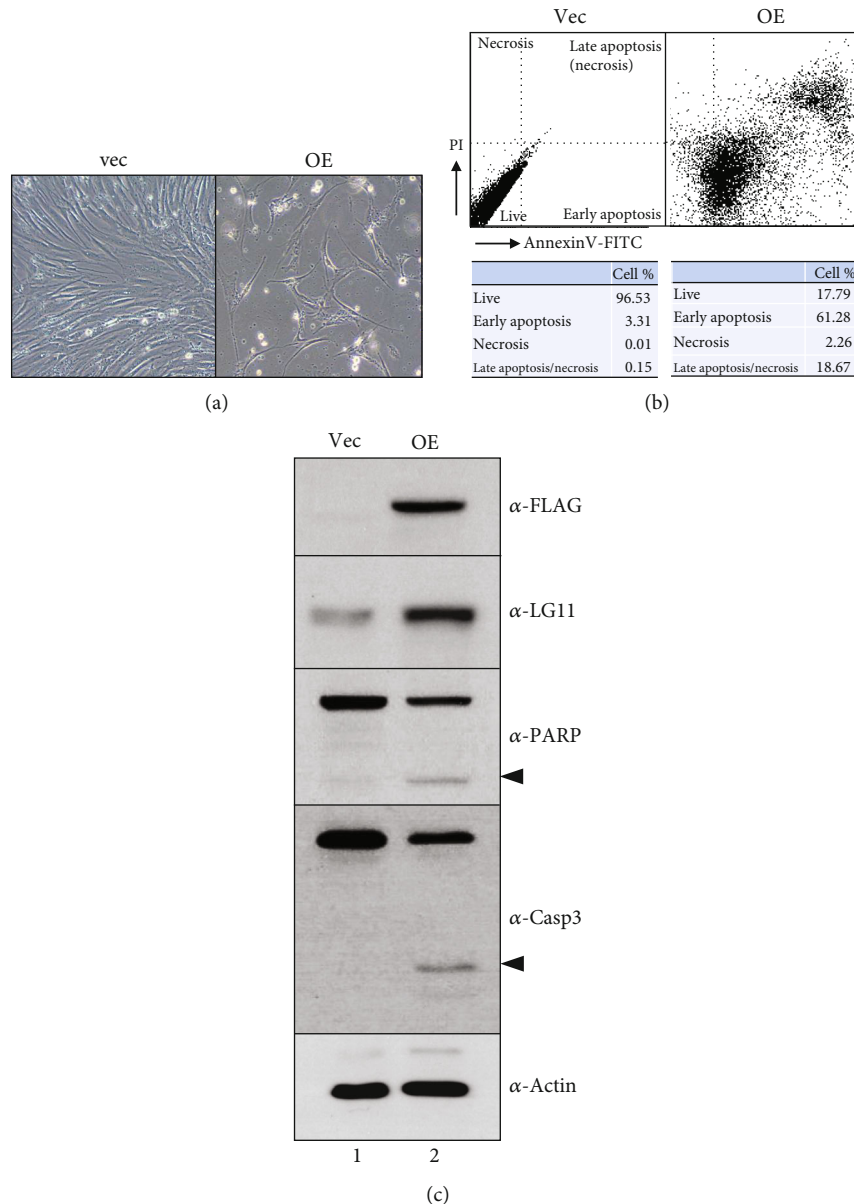 vec OE
(a)
Vec OE
Necrosis Late apoptosis
(necrosis)
PI
Live Early apoptosis
AnnexinV-FITC
Cell %
Live 96.53
Early apoptosis 3.31
Necrosis 0.01
Late apoptosis/necrosis 0.15
Cell %
Live 17.79
Early apoptosis 61.28
Necrosis 2.26
Late apoptosis/necrosis 18.67
(b)
Vec OE
α-FLAG
α-LG11
α-PARP
α-Casp3
α-Actin
1 2
(c)